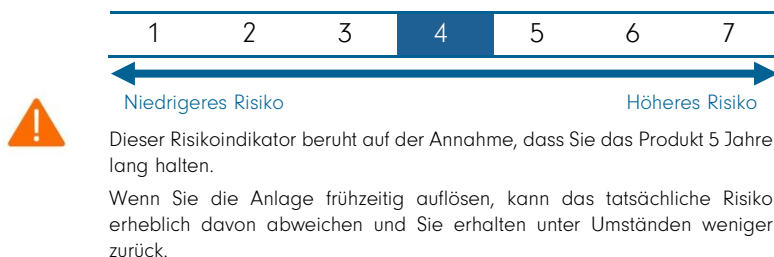 1 2 3 4 5 6 7
Niedrigeres Risiko Höheres Risiko
Dieser Risikoindikator beruht auf der Annahme, dass Sie das Produkt 5 Jahre
lang halten.
Wenn Sie die Anlage frühzeitig auflösen, kann das tatsächliche Risiko
erheblich davon abweichen und Sie erhalten unter Umständen weniger
zurück.